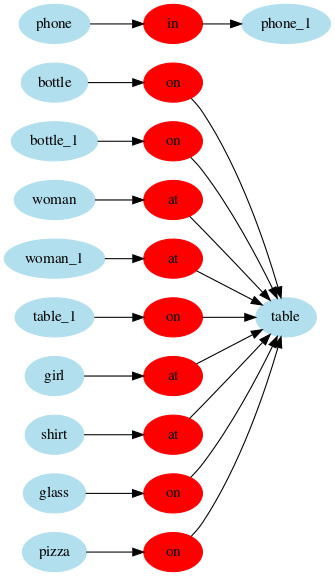 phone in phone_1
bottle on
bottle_1 on
woman at
woman_1 at
table_1 on table
girl at
shirt at
glass on
pizza on